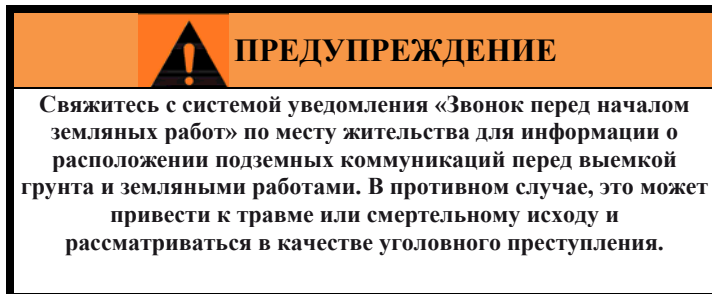 ПРЕДУПРЕЖДЕНИЕ
Свяжитесь с системой уведомления «Звонок перед началом
земляных работ» по месту жительства для информации о
расположении подземных коммуникаций перед выемкой
грунта и земляными работами. В противном случае, это может
привести к травме или смертельному исходу и
рассматриваться в качестве уголовного преступления.